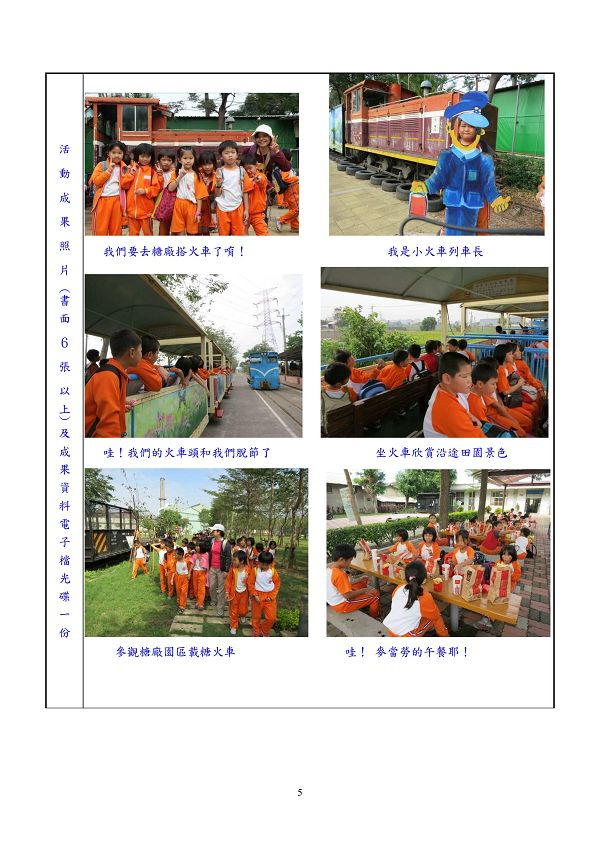 活動成果照片（書面6張以上）及成果資料電子檔光碟一份
我們要去糖廠搭火車了唷！
我是小火車列車長
哇！我們的火車頭和我們脫節了
坐火車欣賞沿途田園景色
參觀糖廠園區載糖火車
哇！ 麥當勞的午餐耶！
5